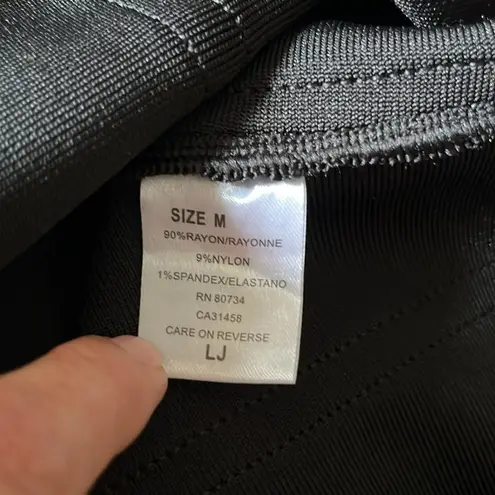 SIZE M
90%RAYON/RAYONNE
9%NYLON
1%SPANDEX/ELASTANO
RN 80734
CA31458
CARE ON REVERSE
LJ